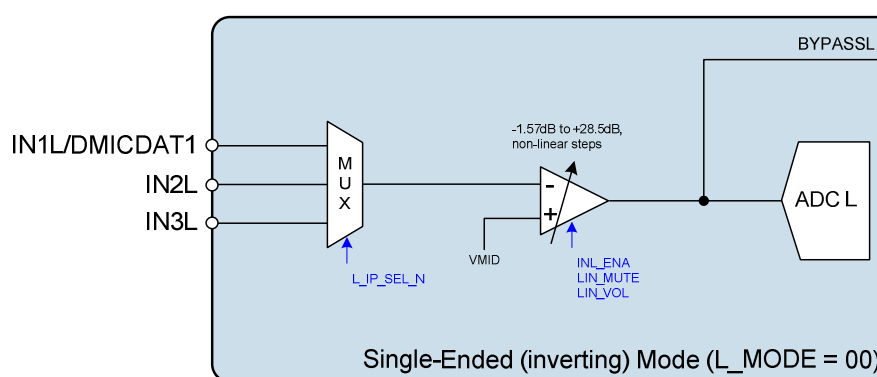 BYPASSL
-1.57dB to +28.5dB,
non-linear steps
IN1L/DMICDAT1
IN2L
IN3L
M
U
X
-
+
ADC L
VMID
L_IP_SEL_N
INL_ENA
LIN_MUTE
LIN_VOL
Single-Ended (inverting) Mode (L_MODE = 00)